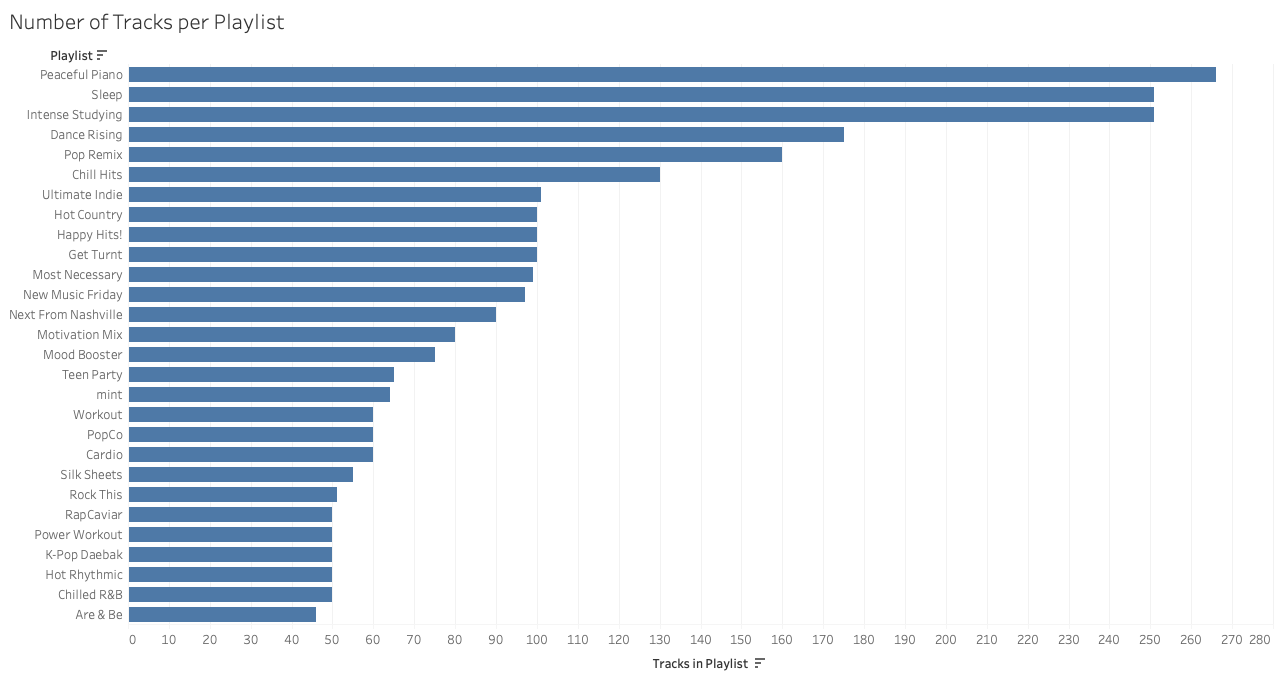 Number of Tracks per Playlist
Playlist
Peaceful Piano
Sleep
Intense Studying
Dance Rising
Pop Remix
Chill Hits
Ultimate Indie
Hot Country
Happy Hits!
Get Turnt
Most Necessary
New Music Friday
Next From Nashville
Motivation Mix
Mood Booster
Teen Party
mint
Workout
PopCo
Cardio
Silk Sheets
Rock This
RapCaviar
Power Workout
K-Pop Daebak
Hot Rhythmic
Chilled R&B
Are & Be
0 10 20 30 40 50 60 70 80 90 100 110 120 130 140 150 160 170 180 190 200 210 220 230 240 250 260 270 280
Tracks in Playlist